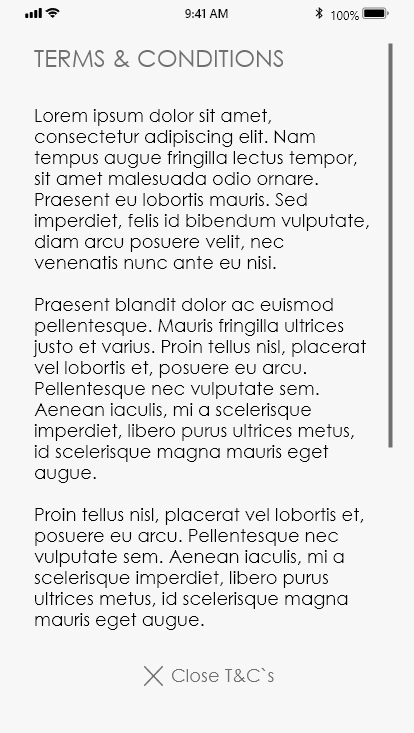 9:41 AM
100%
TERMS & CONDITIONS
Lorem ipsum dolor sit amet,
consectetur adipiscing elit. Nam
tempus augue fringilla lectus tempor,
sit amet malesuada odio ornare.
Praesent eu lobortis mauris. Sed
imperdiet, felis id bibendum vulputate,
diam arcu posuere velit, nec
venenatis nunc ante eu nisi.
Praesent blandit dolor ac euismod
pellentesque. Mauris fringilla ultrices
justo et varius. Proin tellus nisl, placerat
vel lobortis et, posuere eu arcu.
Pellentesque nec vulputate sem.
Aenean iaculis, mi a scelerisque
imperdiet, libero purus ultrices metus,
id scelerisque magna mauris eget
augue.
Proin tellus nisl, placerat vel lobortis et,
posuere eu arcu. Pellentesque nec
vulputate sem. Aenean iaculis, mi a
scelerisque imperdiet, libero purus
ultrices metus, id scelerisque magna
mauris eget augue.
Close T&C`s